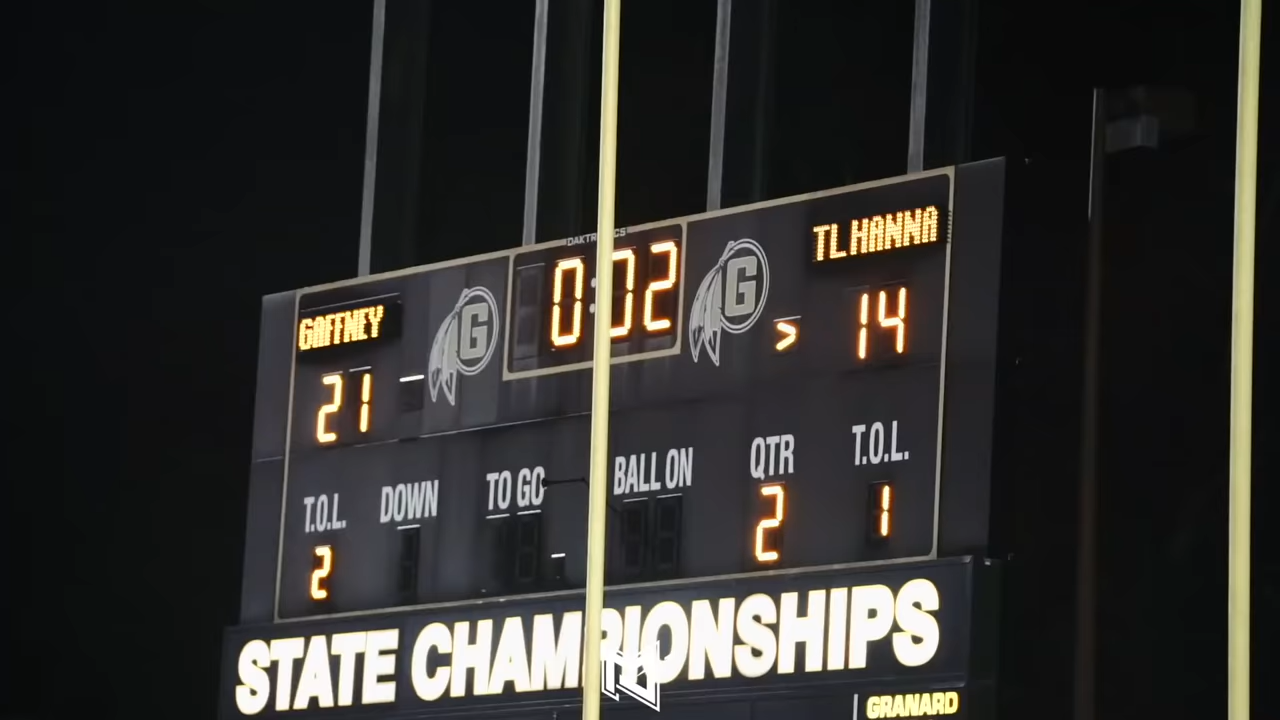 DAKTRONICS
GAFFNEY
G
0:02
G
TL HANNA
21
>
14
T.O.L.
DOWN
TO GO
BALL ON
QTR
T.O.L.
2
2
1
STATE CHAMPIONSHIPS
GRANARD